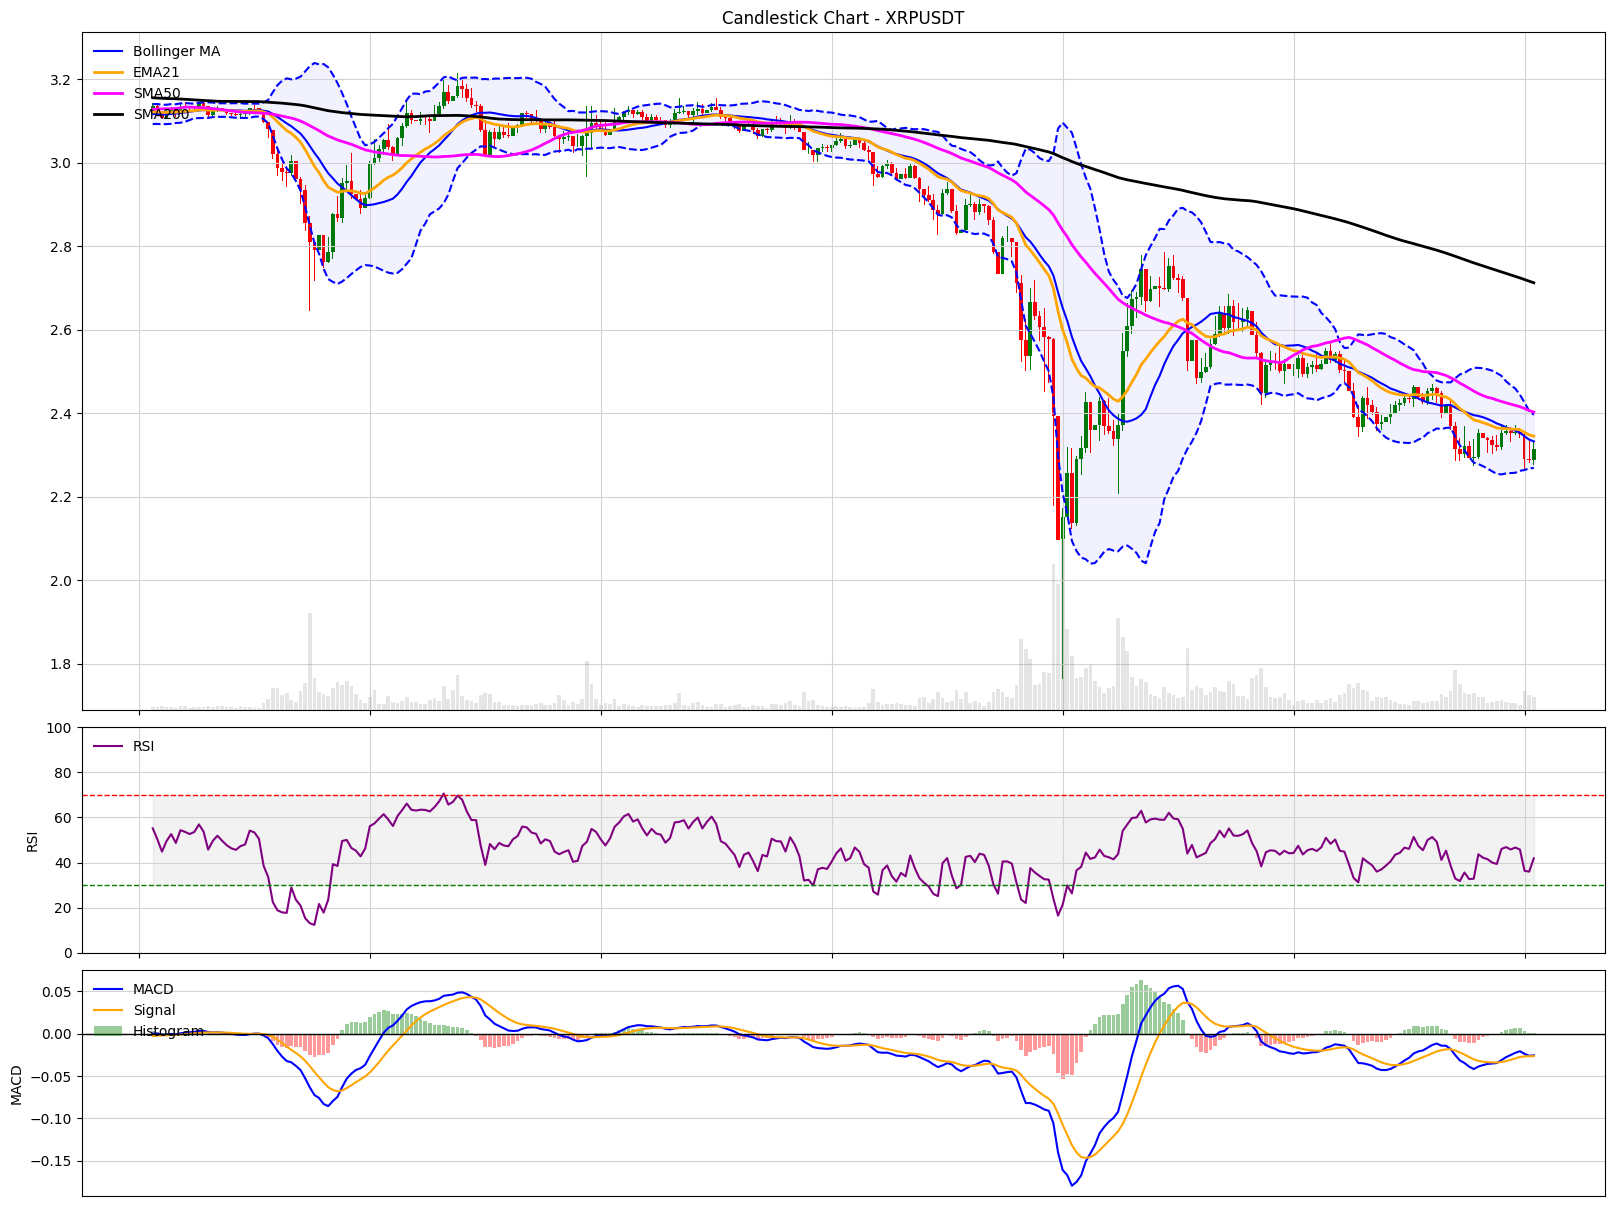 Candlestick Chart - XRPUSDT
Bollinger MA
EMA21
SMA50
SMA200
3.2
3.0
2.8
2.6
2.4
2.2
2.0
1.8
RSI
100
80
60
40
20
0
RSI
MACD
Signal
Histogram
0.05
0.00
−0.05
−0.10
−0.15
MACD